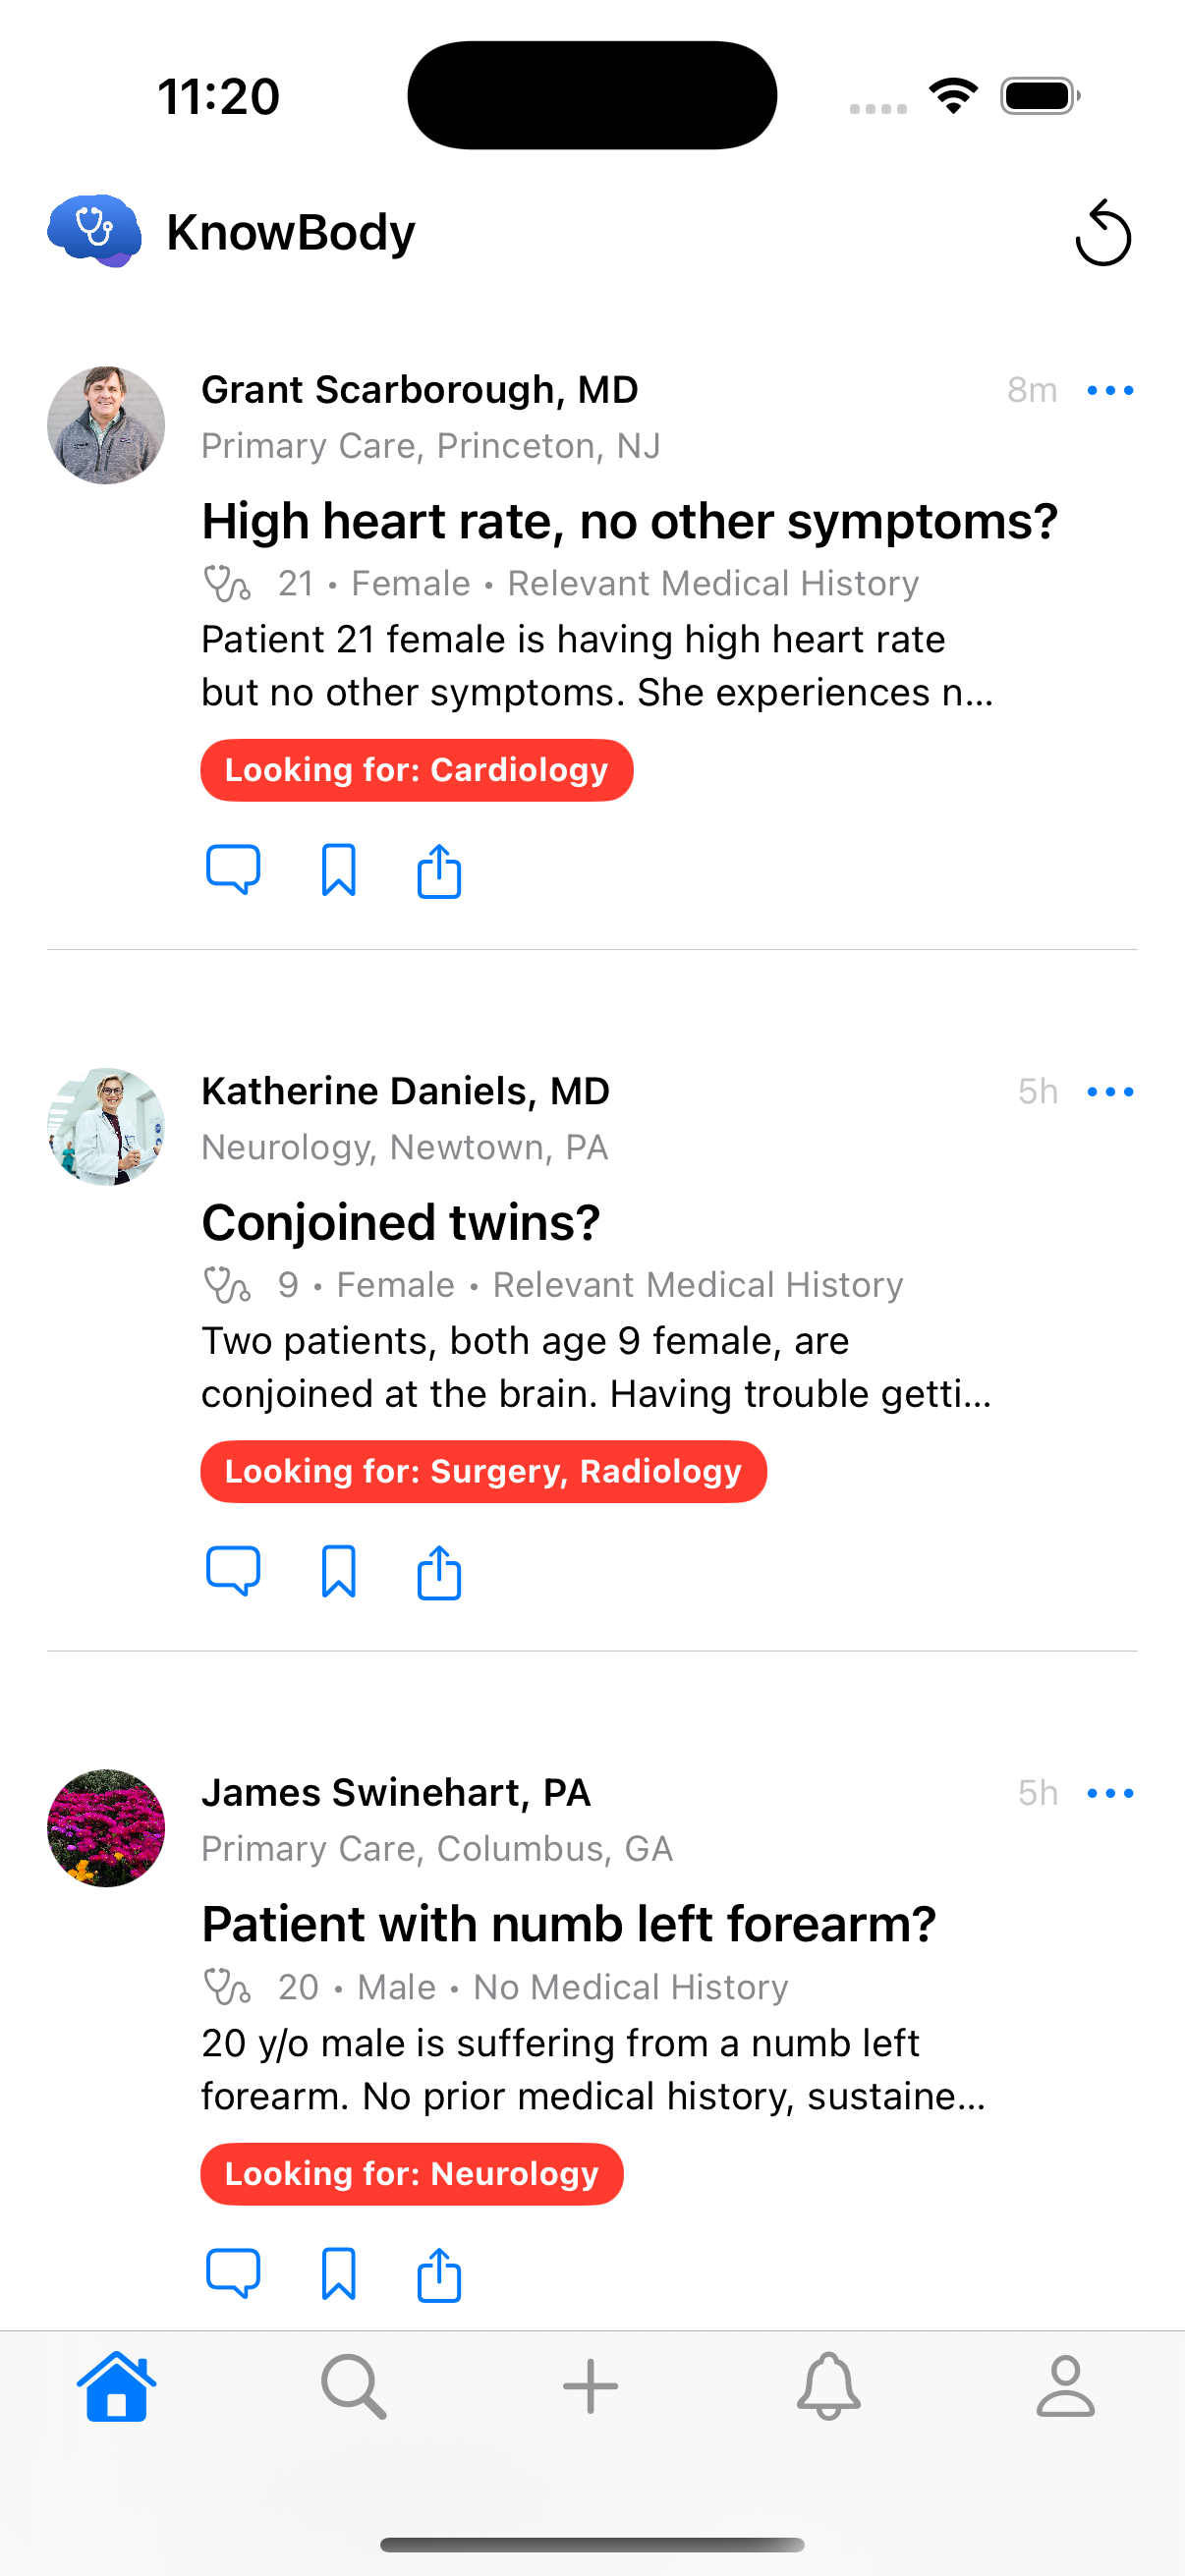 11:20
KnowBody
Grant Scarborough, MD 8m
Primary Care, Princeton, NJ
High heart rate, no other symptoms?
21 • Female • Relevant Medical History
Patient 21 female is having high heart rate
but no other symptoms. She experiences n...
Looking for: Cardiology
Katherine Daniels, MD 5h
Neurology, Newtown, PA
Conjoined twins?
9 • Female • Relevant Medical History
Two patients, both age 9 female, are
conjoined at the brain. Having trouble getti...
Looking for: Surgery, Radiology
James Swinehart, PA 5h
Primary Care, Columbus, GA
Patient with numb left forearm?
20 • Male • No Medical History
20 y/o male is suffering from a numb left
forearm. No prior medical history, sustaine...
Looking for: Neurology